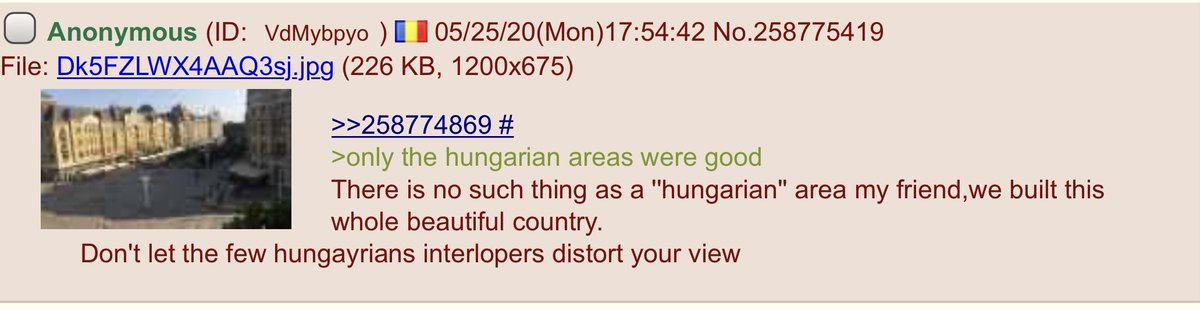 Anonymous (ID: VdMybpyo ) 05/25/20(Mon)17:54:42 No.258775419
File: Dk5FZLWX4AAQ3sj.jpg (226 KB, 1200x675)
>>258774869 #
>only the hungarian areas were good
There is no such thing as a "hungarian" area my friend,we built this
whole beautiful country.
Don't let the few hungayrians interlopers distort your view